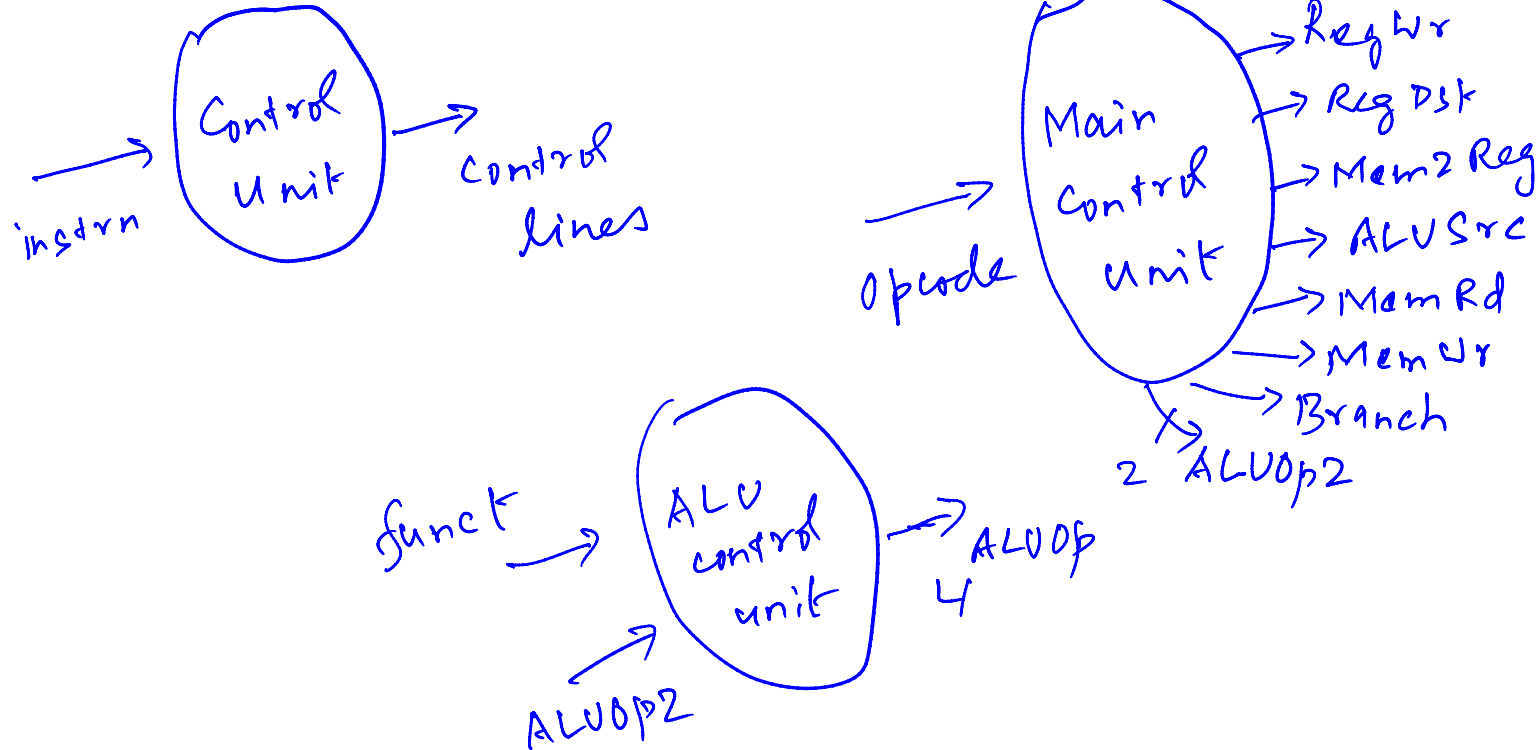 Control
Unit
instrn
control
lines
Main
control
unit
opcode
RegWr
RegDst
Mem2Reg
ALUSrc
MemRd
MemWr
Branch
2 ALUOp2
funct
ALU
control
unit
ALUOp2
ALUOp
4